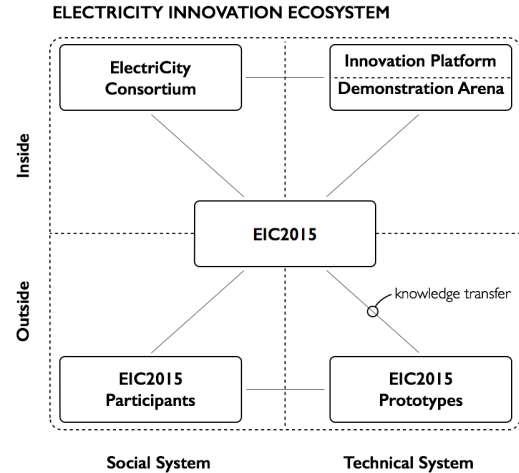 ELECTRICITY INNOVATION ECOSYSTEM
ElectriCity
Consortium
Innovation Platform
Demonstration Arena
Inside
EIC2015
Outside
knowledge transfer
EIC2015
Participants
EIC2015
Prototypes
Social System
Technical System